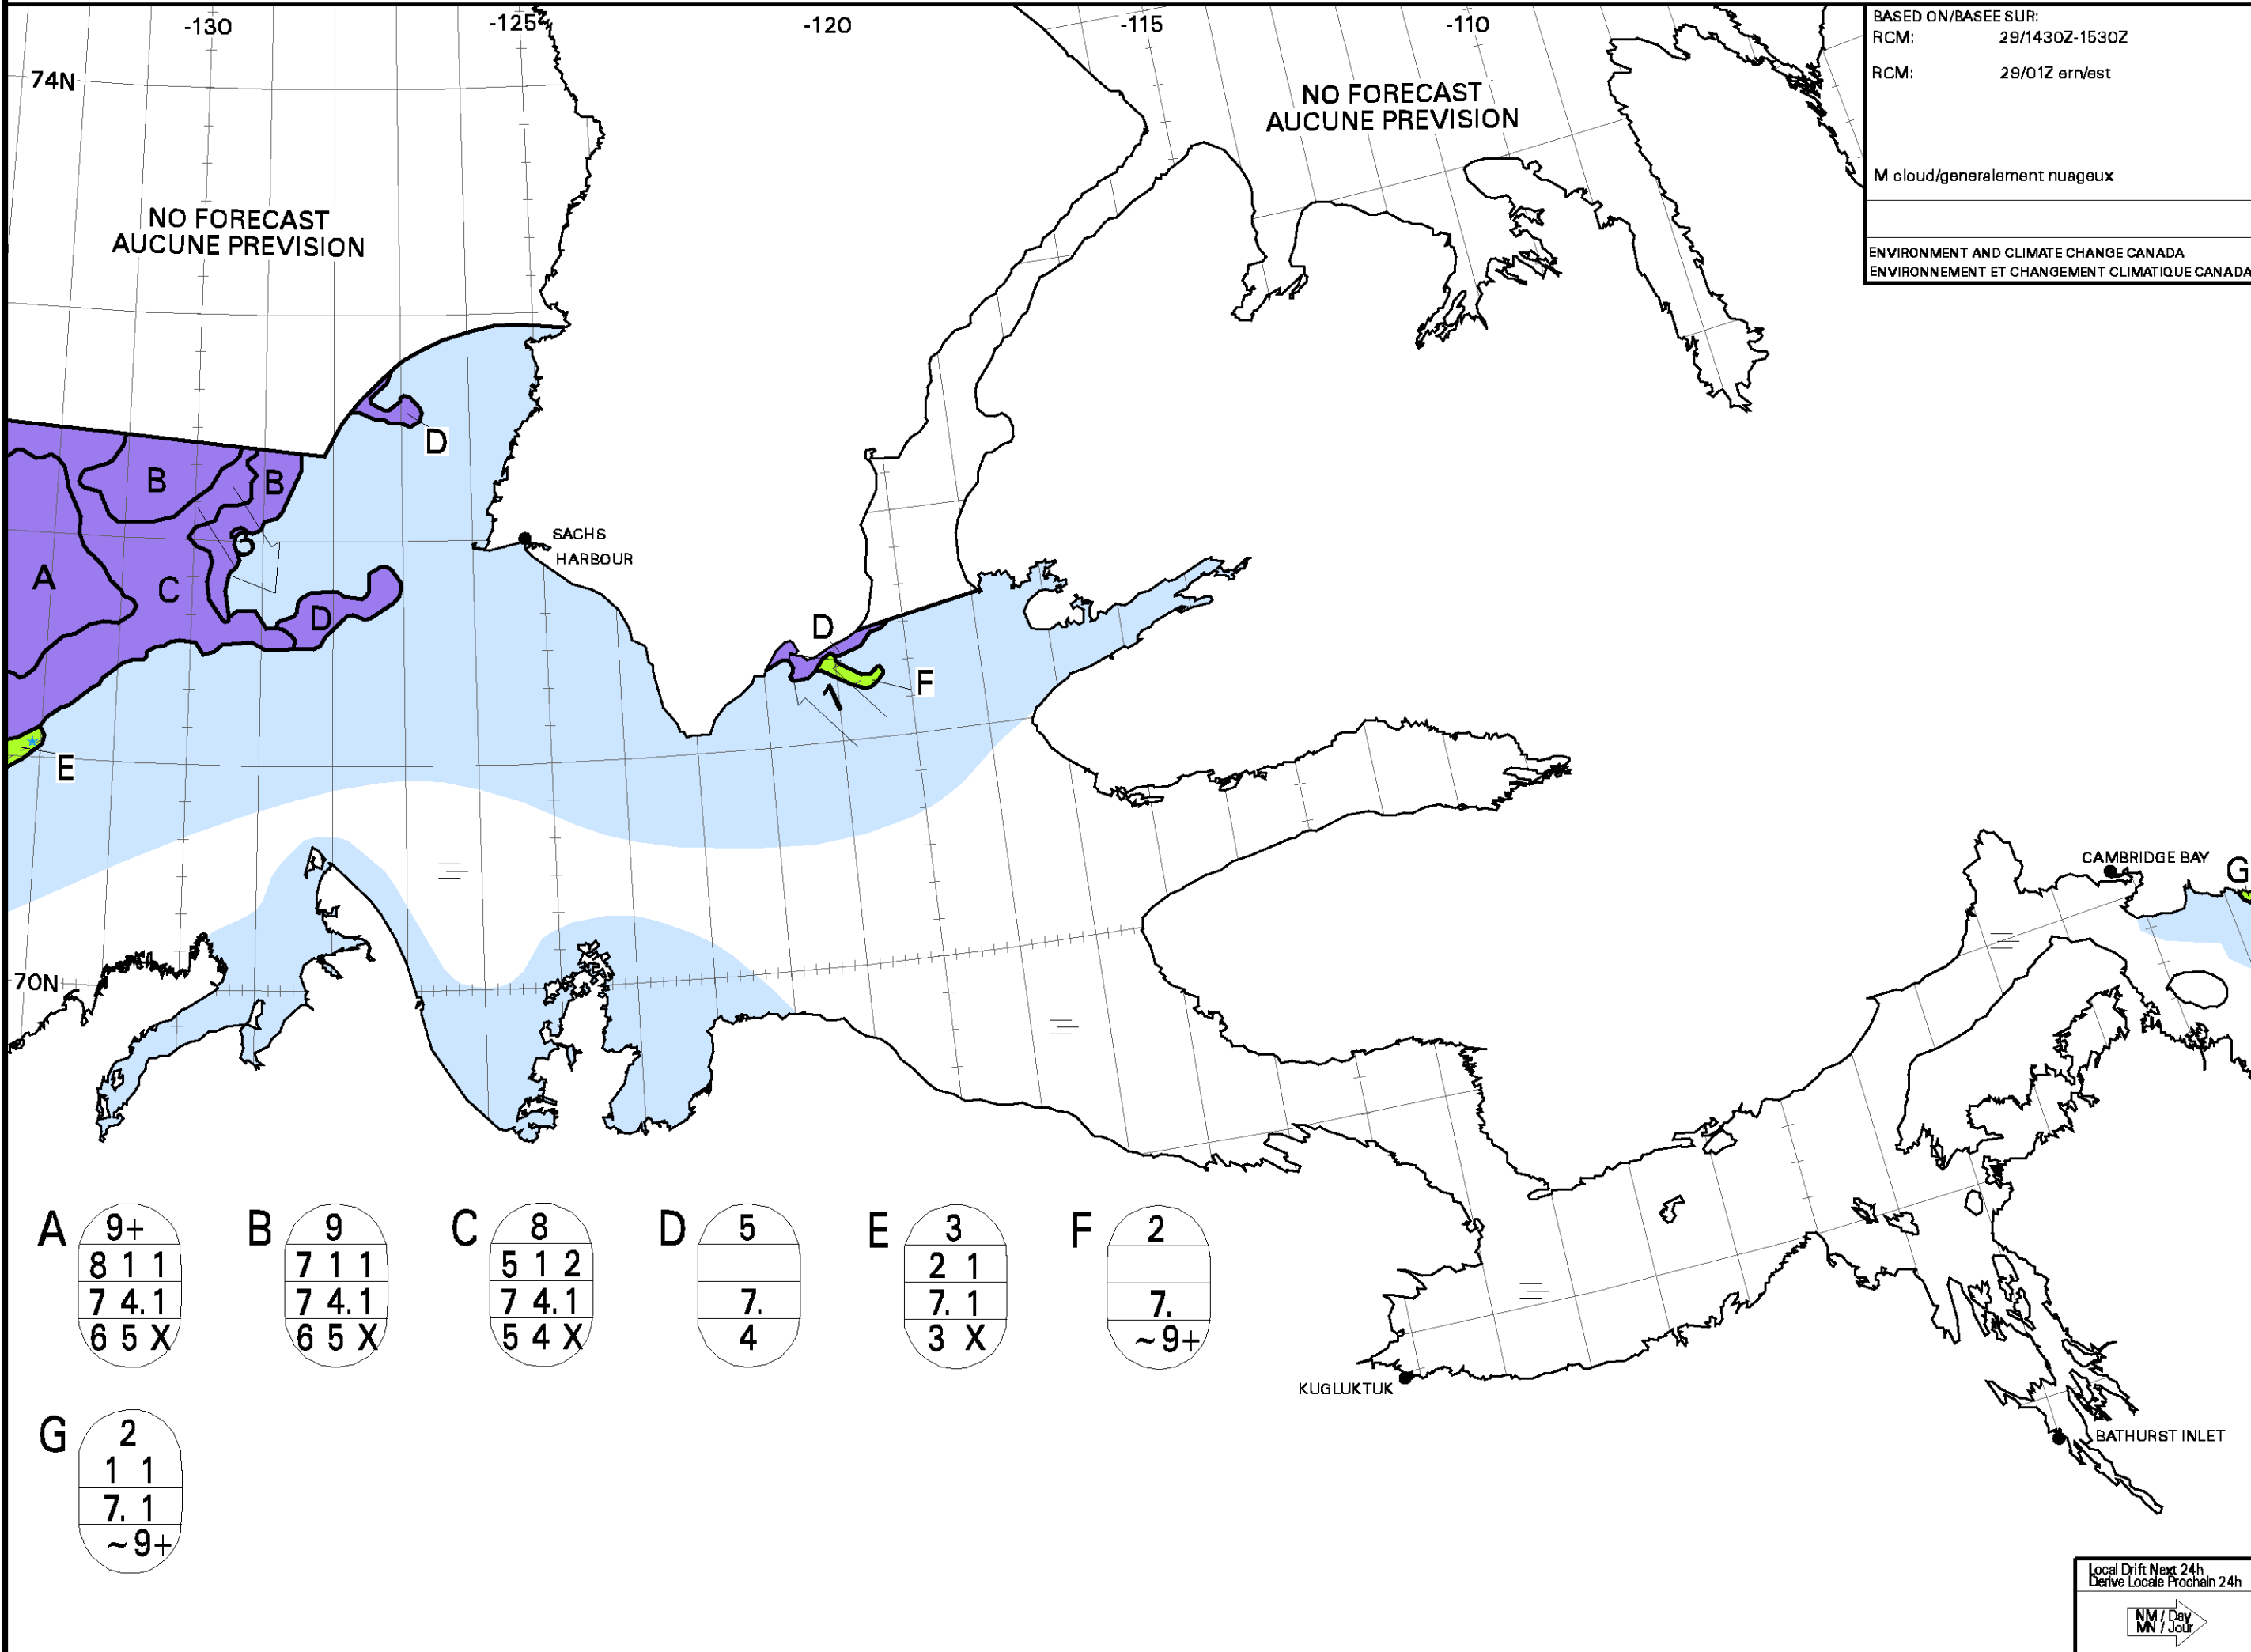 -130
-125
-120
-115
-110
74N
NO FORECAST
AUCUNE PREVISION
NO FORECAST
AUCUNE PREVISION
BASED ON/BASEE SUR:
RCM: 29/1430Z-1530Z
RCM: 29/01Z ern/est
M cloud/generalement nuageux
ENVIRONMENT AND CLIMATE CHANGE CANADA
ENVIRONNEMENT ET CHANGEMENT CLIMATIQUE CANADA
D
B
B
3
A
C
D
SACHS
HARBOUR
D
F
1
E
CAMBRIDGE BAY
G
70N
KUGLUKTUK
BATHURST INLET
A
9+
8 1 1
7 4. 1
6 5 X
B
9
7 1 1
7 4. 1
6 5 X
C
8
5 1 2
7 4. 1
5 4 X
D
5
7.
4
E
3
2 1
7. 1
3 X
F
2
7.
~9+
G
2
1 1
7. 1
~9+
Local Drift Next 24h
Derive Locale Prochain 24h
NM / Day
MN / Jour